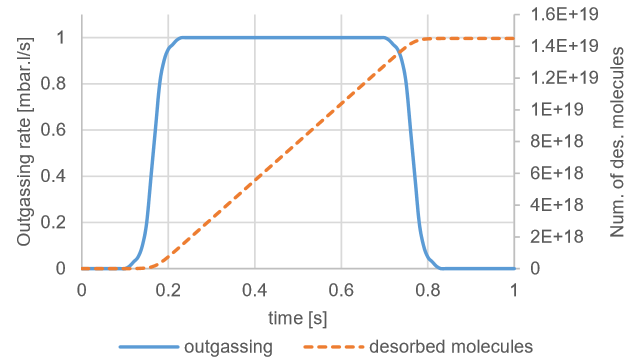 1.6E+19
1 1.4E+19
0.8 1.2E+19
1E+19
0.6 8E+18
0.4 6E+18
4E+18
0.2 2E+18
0 0
0 0.2 0.4 0.6 0.8 1
Outgassing rate [mbar.l/s]
Num. of des. molecules
time [s]
outgassing desorbed molecules